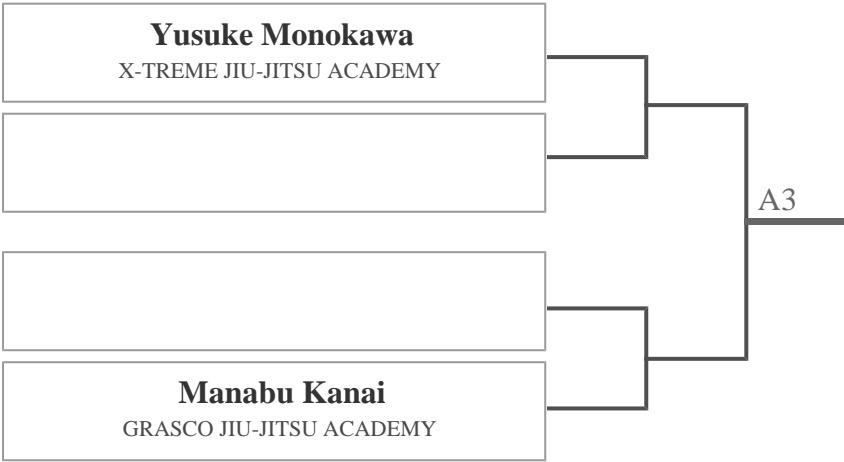 Yusuke Monokawa
X-TREME JIU-JITSU ACADEMY
A3
Manabu Kanai
GRASCO JIU-JITSU ACADEMY